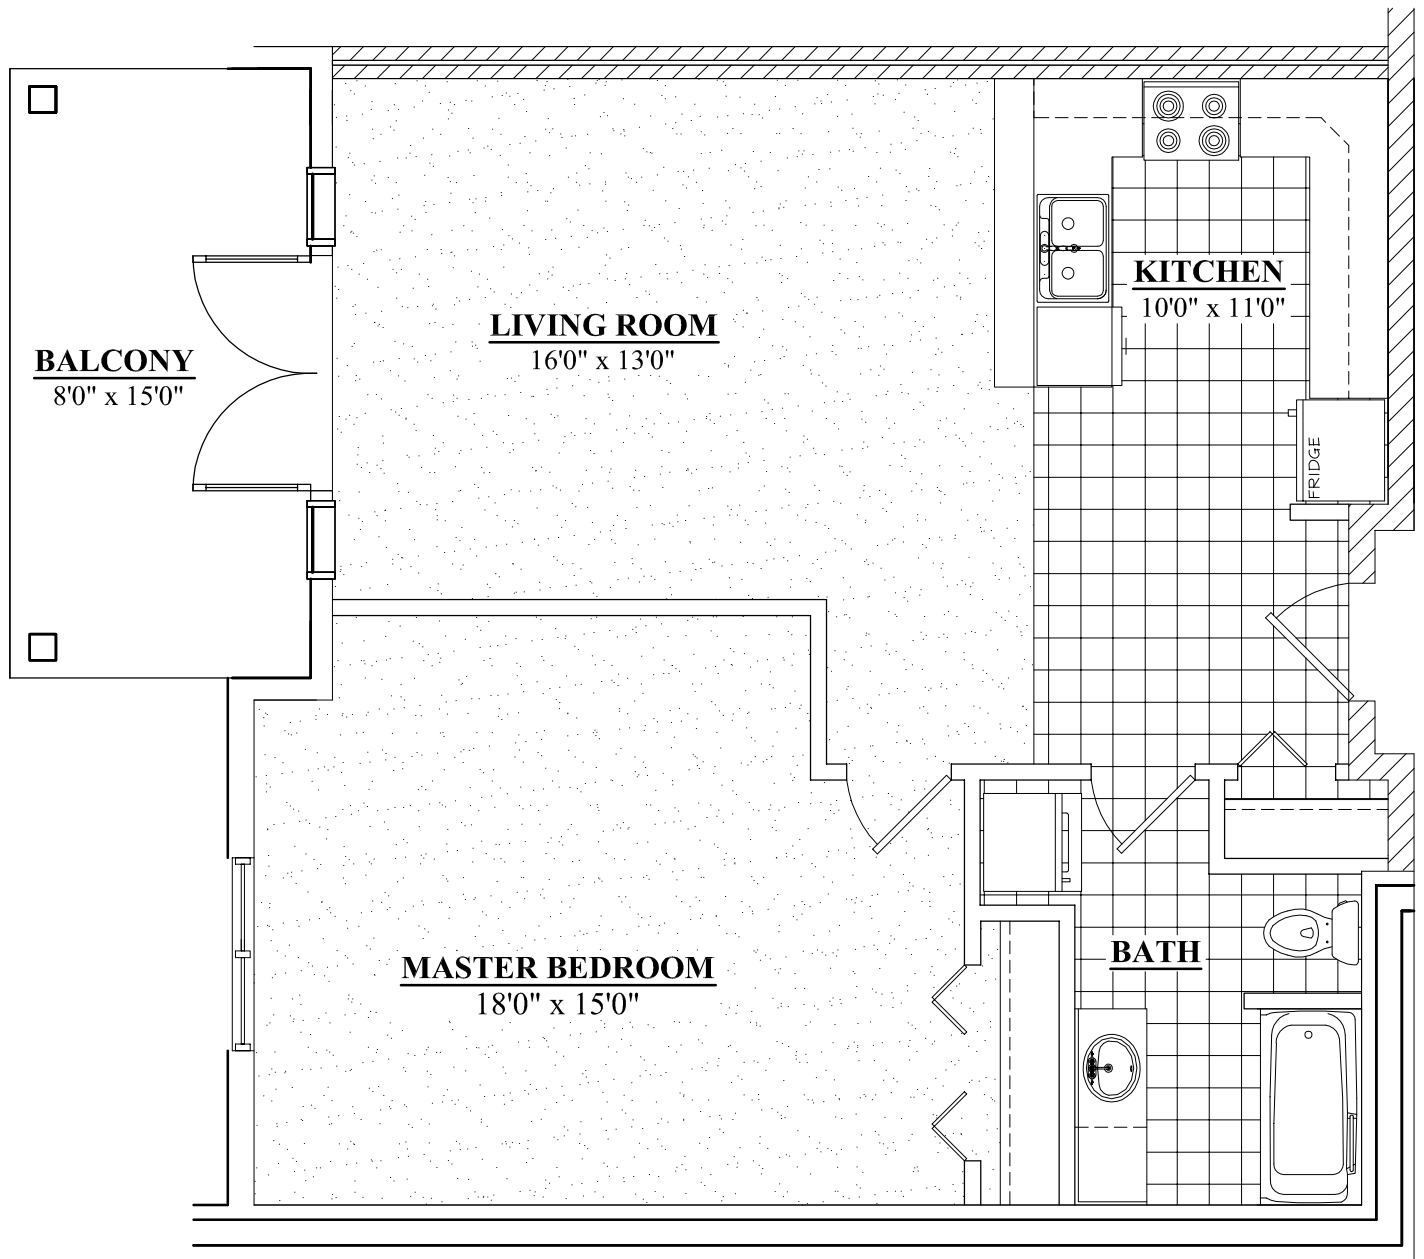 KITCHEN
10'0" x 11'0"
LIVING ROOM
16'0" x 13'0"
BALCONY
8'0" x 15'0"
FRIDGE
MASTER BEDROOM
18'0" x 15'0"
BATH